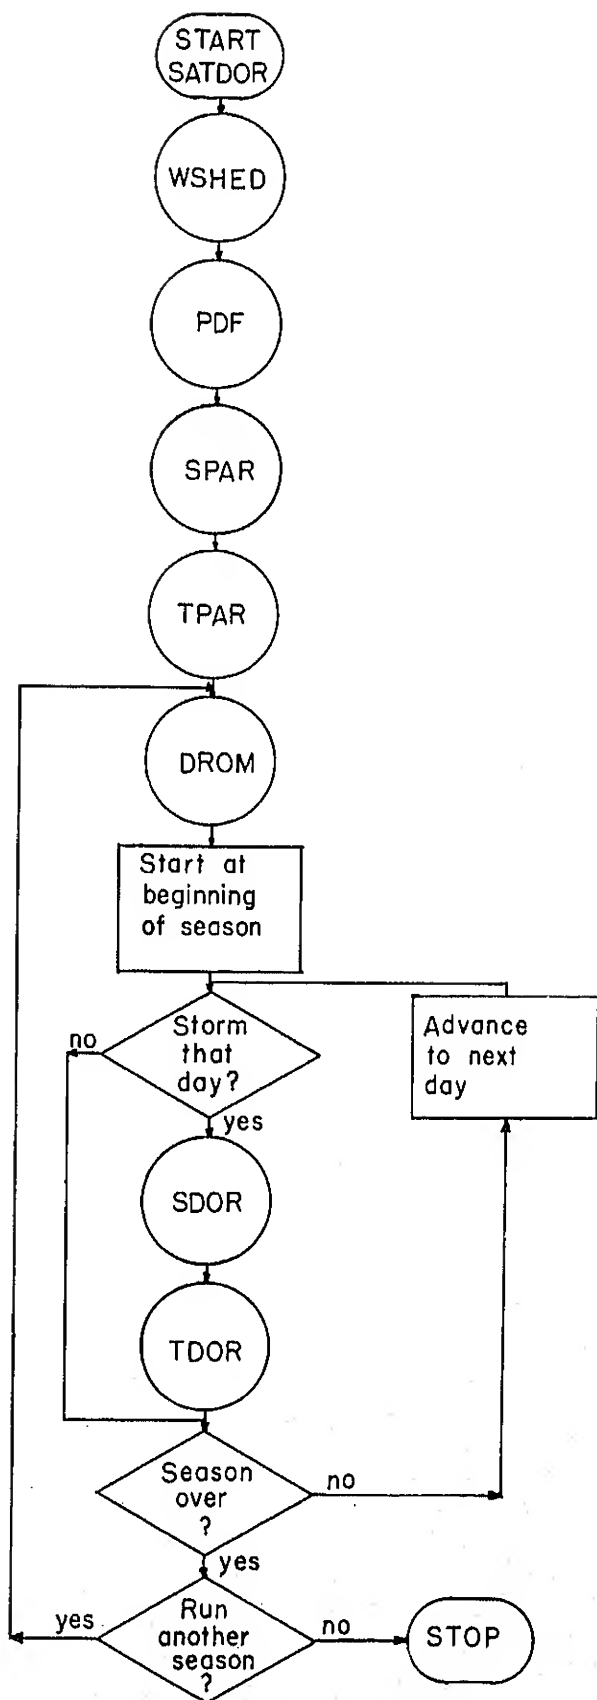 START
SATDOR
WSHED
PDF
SPAR
TPAR
DROM
Start at
beginning
of season
Storm
that
day?
no
yes
Advance
to next
day
SDOR
TDOR
Season
over
?
no
yes
Run
another
season
?
yes
no
STOP